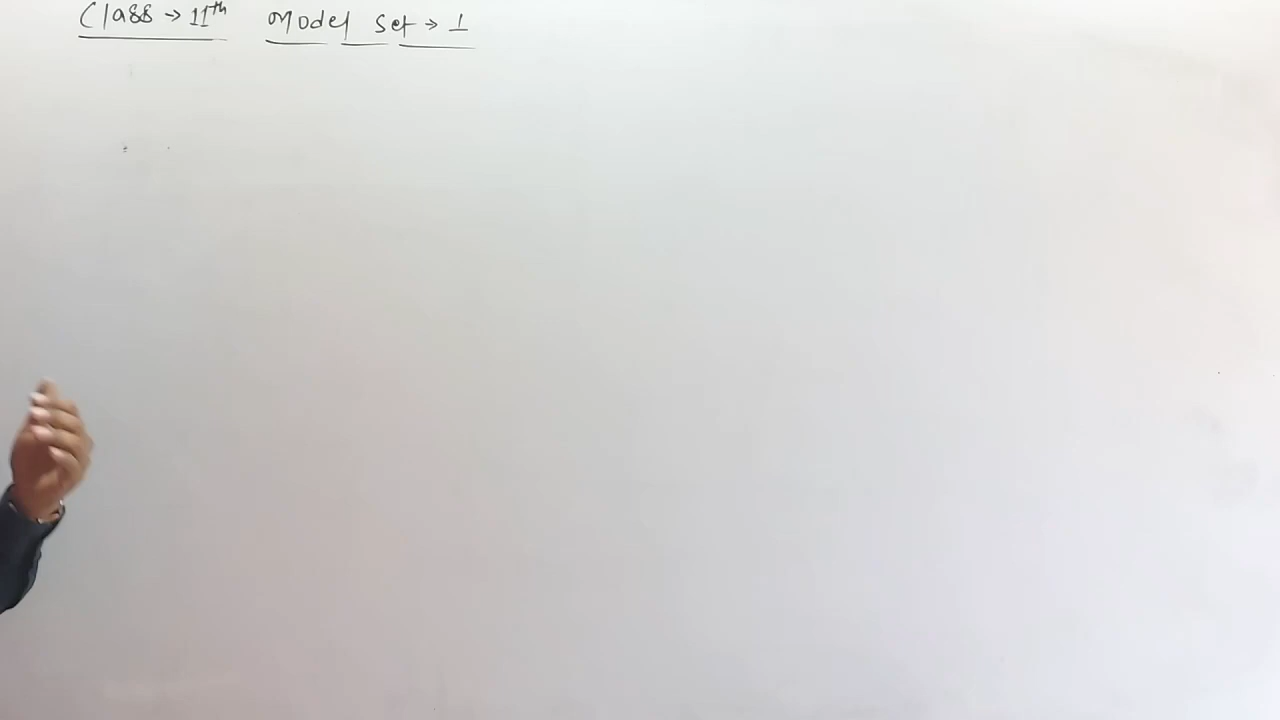 Class → 11th Model Set → 1